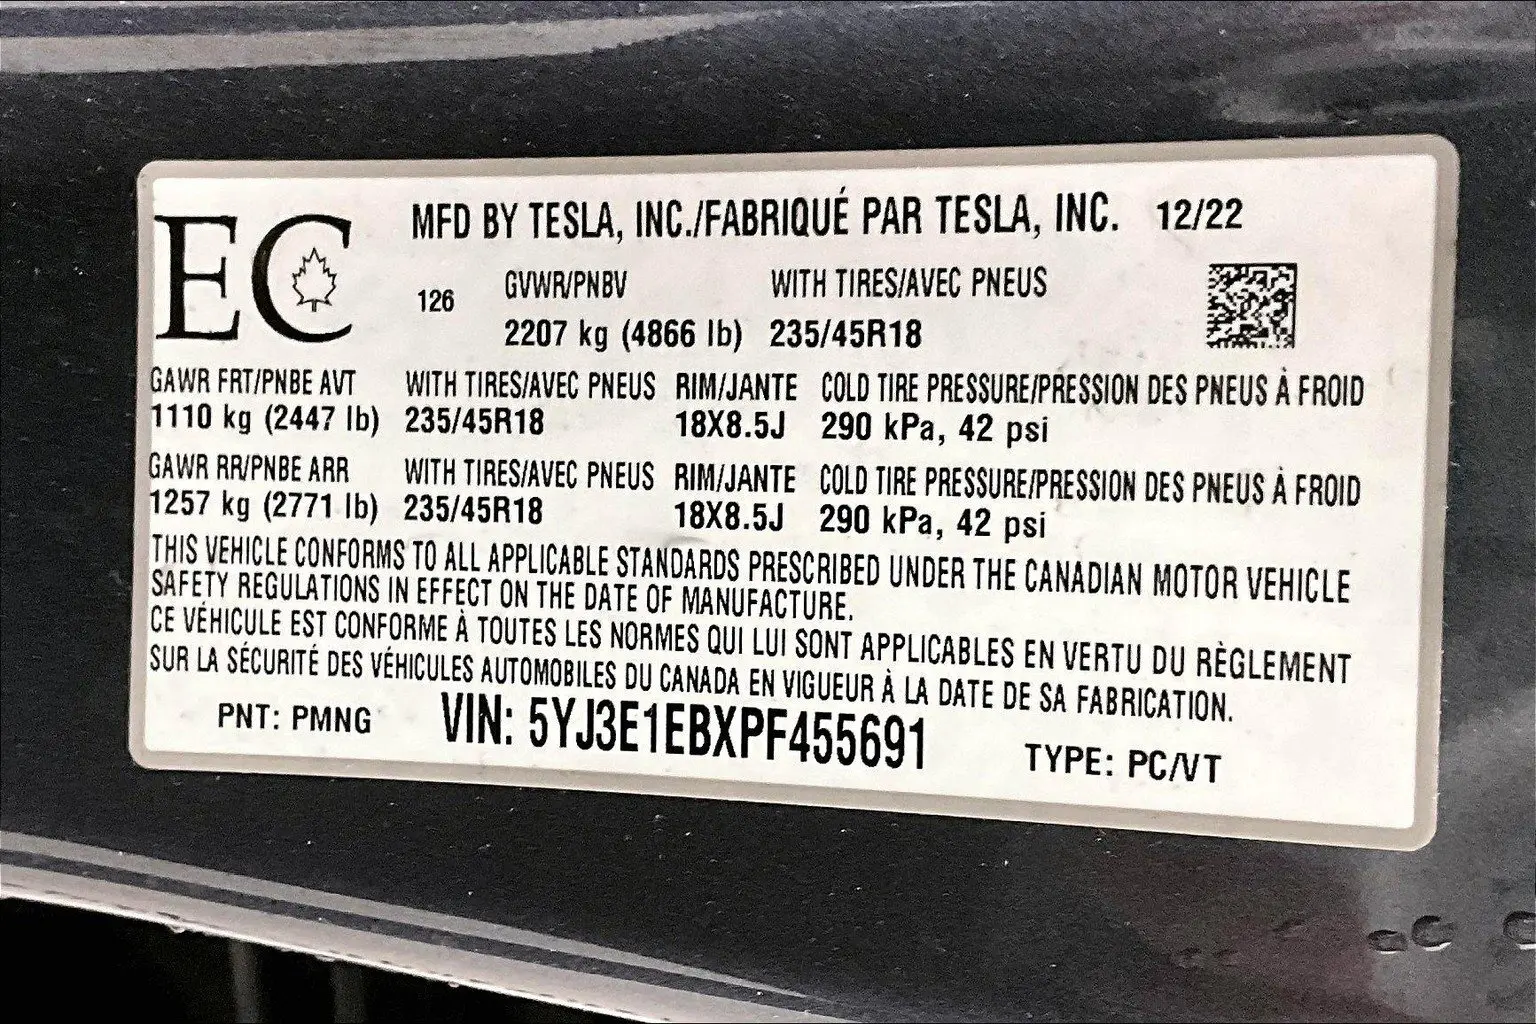 EC MFD BY TESLA, INC./FABRIQUÉ PAR TESLA, INC. 12/22
126 GVWR/PNBV WITH TIRES/AVEC PNEUS
2207 kg (4866 lb) 235/45R18
GAWR FRT/PNBE AVT WITH TIRES/AVEC PNEUS RIM/JANTE COLD TIRE PRESSURE/PRESSION DES PNEUS À FROID
1110 kg (2447 lb) 235/45R18 18X8.5J 290 kPa, 42 psi
GAWR RR/PNBE ARR WITH TIRES/AVEC PNEUS RIM/JANTE COLD TIRE PRESSURE/PRESSION DES PNEUS À FROID
1257 kg (2771 lb) 235/45R18 18X8.5J 290 kPa, 42 psi
THIS VEHICLE CONFORMS TO ALL APPLICABLE STANDARDS PRESCRIBED UNDER THE CANADIAN MOTOR VEHICLE
SAFETY REGULATIONS IN EFFECT ON THE DATE OF MANUFACTURE.
CE VÉHICULE EST CONFORME À TOUTES LES NORMES QUI LUI SONT APPLICABLES EN VERTU DU RÈGLEMENT
SUR LA SÉCURITÉ DES VÉHICULES AUTOMOBILES DU CANADA EN VIGUEUR À LA DATE DE SA FABRICATION.
PNT: PMNG VIN: 5YJ3E1EBXPF455691 TYPE: PC/VT